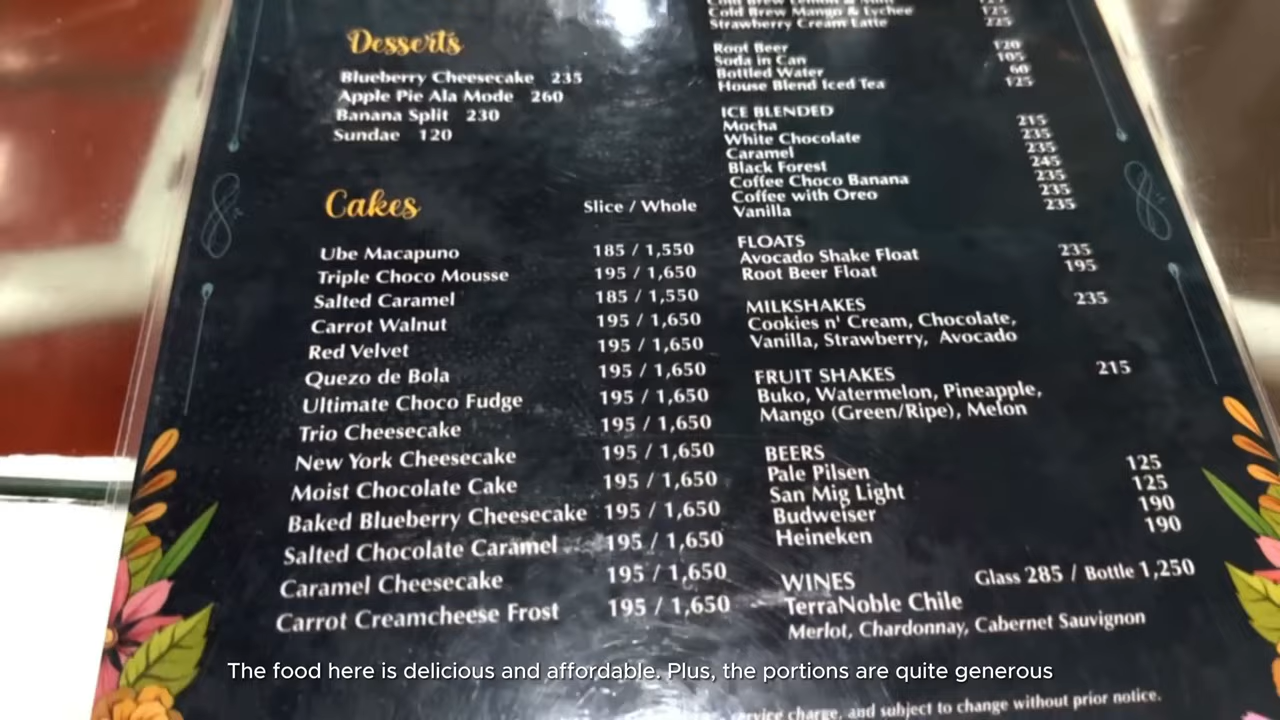 Desserts
Blueberry Cheesecake 235
Apple Pie Ala Mode 260
Banana Split 230
Sundae 120
Cakes Slice / Whole
Ube Macapuno 185 / 1,550
Triple Choco Mousse 195 / 1,650
Salted Caramel 185 / 1,550
Carrot Walnut 195 / 1,650
Red Velvet 195 / 1,650
Quezo de Bola 195 / 1,650
Ultimate Choco Fudge 195 / 1,650
Trio Cheesecake 195 / 1,650
New York Cheesecake 195 / 1,650
Moist Chocolate Cake 195 / 1,650
Baked Blueberry Cheesecake 195 / 1,650
Salted Chocolate Caramel 195 / 1,650
Caramel Cheesecake 195 / 1,650
Carrot Creamcheese Frost 195 / 1,650
Cold Brew Mango & Lychee 125
Strawberry Cream Latte 225
Root Beer 120
Soda in Can 105
Bottled Water 60
House Blend Iced Tea 125
ICE BLENDED
Mocha 215
White Chocolate 235
Caramel 235
Black Forest 245
Coffee Choco Banana 235
Coffee with Oreo 235
Vanilla 235
FLOATS
Avocado Shake Float 235
Root Beer Float 195
MILKSHAKES 235
Cookies n' Cream, Chocolate,
Vanilla, Strawberry, Avocado
FRUIT SHAKES 215
Buko, Watermelon, Pineapple,
Mango (Green/Ripe), Melon
BEERS
Pale Pilsen 125
San Mig Light 125
Budweiser 190
Heineken 190
WINES Glass 285 / Bottle 1,250
TerraNoble Chile
Merlot, Chardonnay, Cabernet Sauvignon
charge, and subject to change without prior notice.
The food here is delicious and affordable. Plus, the portions are quite generous